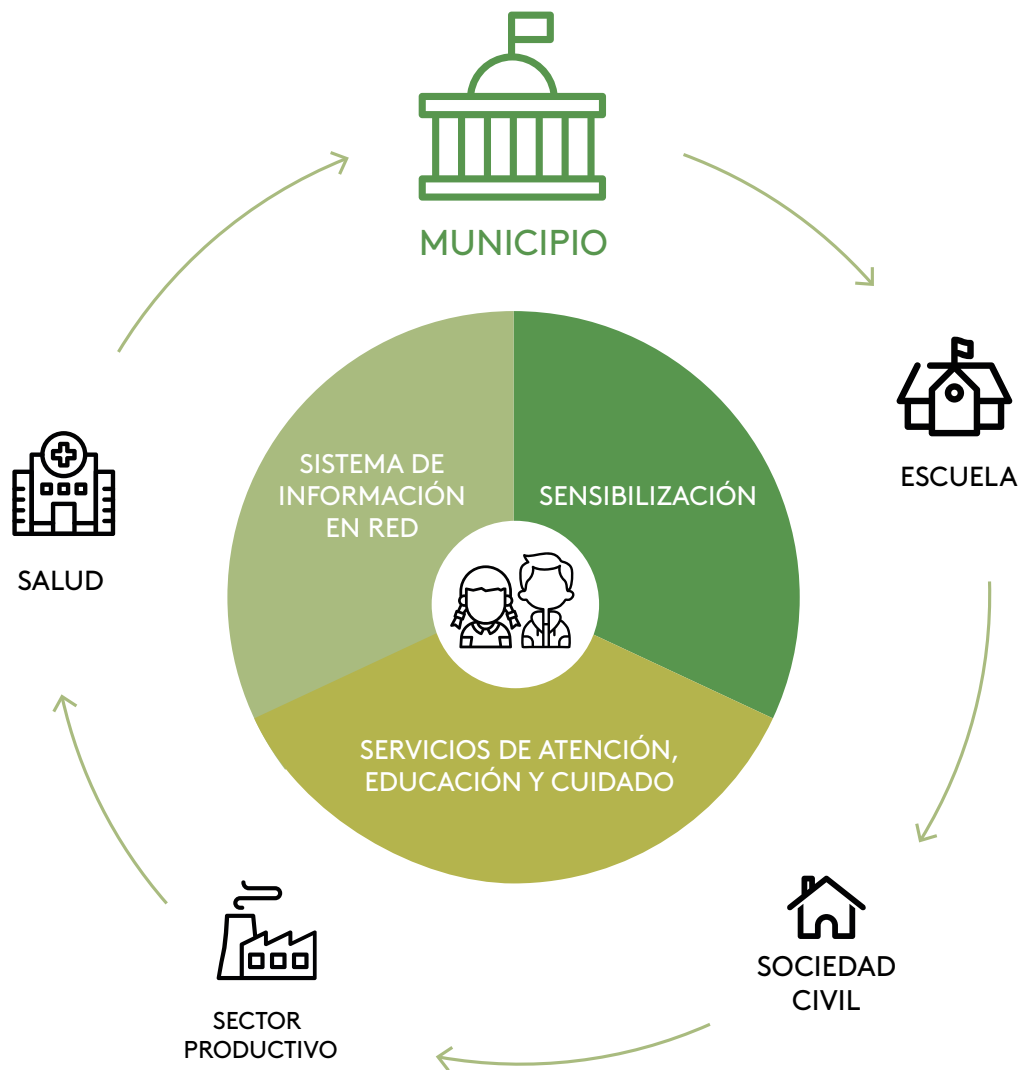 MUNICIPIO
SISTEMA DE
INFORMACIÓN
EN RED
SENSIBILIZACIÓN
ESCUELA
SALUD
SERVICIOS DE ATENCIÓN,
EDUCACIÓN Y CUIDADO
SOCIEDAD
CIVIL
SECTOR
PRODUCTIVO